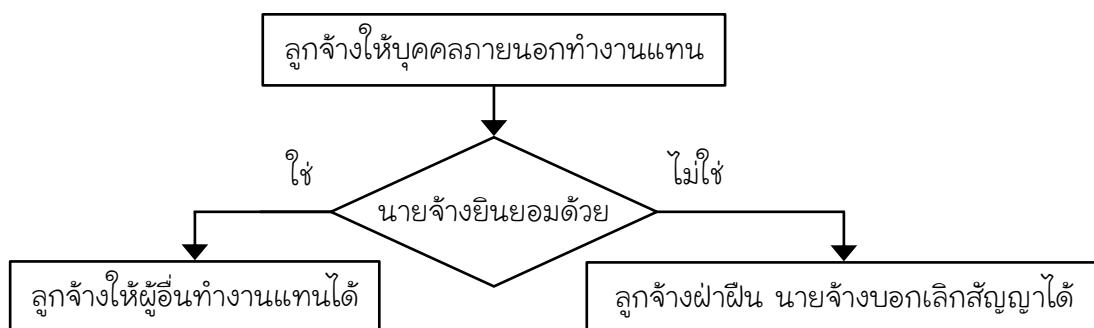 ลูกจ้างให้บุคคลภายนอกทำงานแทน
ใช่
ไม่ใช่
นายจ้างยินยอมด้วย
ลูกจ้างให้ผู้อื่นทำงานแทนได้
ลูกจ้างฝ่าฝืน นายจ้างบอกเลิกสัญญาได้